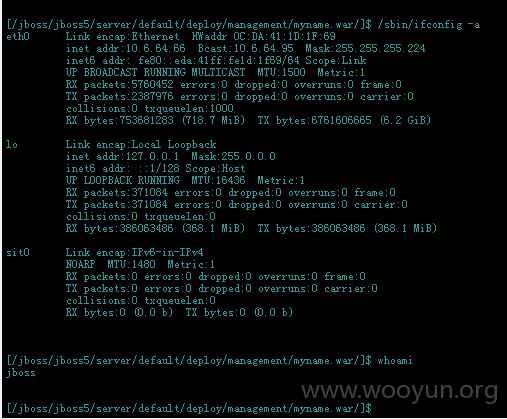 [/jboss/jboss5/server/default/deploy/management/myname.war/]$ /sbin/ifconfig -a
eth0 Link encap:Ethernet HWaddr 0C:DA:41:1D:1F:69
inet addr:10.6.64.66 Bcast:10.6.64.95 Mask:255.255.255.224
inet6 addr: fe80::eda:41ff:fe1d:1f69/64 Scope:Link
UP BROADCAST RUNNING MULTICAST MTU:1500 Metric:1
RX packets:5760452 errors:0 dropped:0 overruns:0 frame:0
TX packets:2387976 errors:0 dropped:0 overruns:0 carrier:0
collisions:0 txqueuelen:1000
RX bytes:753681283 (718.7 MiB) TX bytes:6761606665 (6.2 GiB)
lo Link encap:Local Loopback
inet addr:127.0.0.1 Mask:255.0.0.0
inet6 addr: ::1/128 Scope:Host
UP LOOPBACK RUNNING MTU:16436 Metric:1
RX packets:371084 errors:0 dropped:0 overruns:0 frame:0
TX packets:371084 errors:0 dropped:0 overruns:0 carrier:0
collisions:0 txqueuelen:0
RX bytes:386063486 (368.1 MiB) TX bytes:386063486 (368.1 MiB)
sit0 Link encap:IPv6-in-IPv4
NOARP MTU:1480 Metric:1
RX packets:0 errors:0 dropped:0 overruns:0 frame:0
TX packets:0 errors:0 dropped:0 overruns:0 carrier:0
collisions:0 txqueuelen:0
RX bytes:0 (0.0 b) TX bytes:0 (0.0 b)
[/jboss/jboss5/server/default/deploy/management/myname.war/]$ whoami
jboss
www.wooyun.org
[/jboss/jboss5/server/default/deploy/management/myname.war/]$